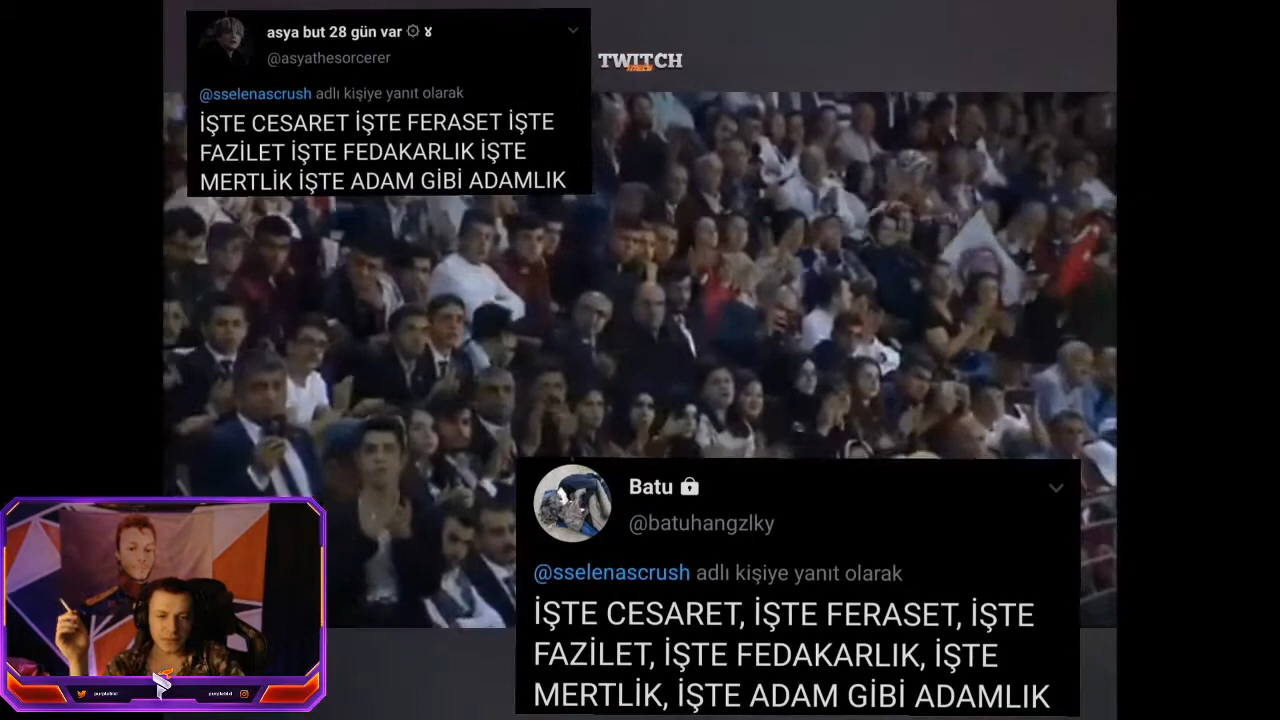 asya but 28 gün var ۞ ४
@asyathesorcerer
@sselenascrush adlı kişiye yanıt olarak
İŞTE CESARET İŞTE FERASET İŞTE
FAZİLET İŞTE FEDAKARLIK İŞTE
MERTLİK İŞTE ADAM GİBİ ADAMLIK
TWITCH
Batu
@batuhangzlky
@sselenascrush adlı kişiye yanıt olarak
İŞTE CESARET, İŞTE FERASET, İŞTE
FAZİLET, İŞTE FEDAKARLIK, İŞTE
MERTLİK, İŞTE ADAM GİBİ ADAMLIK